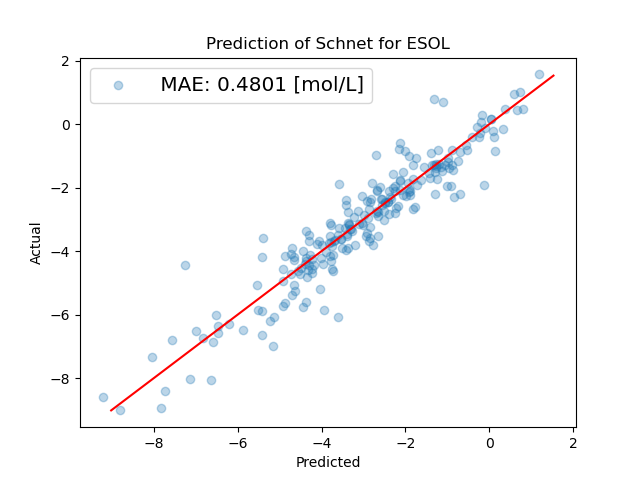 Prediction of Schnet for ESOL
MAE: 0.4801 [mol/L]
2
0
−2
−4
−6
−8
Actual
−8 −6 −4 −2 0 2
Predicted